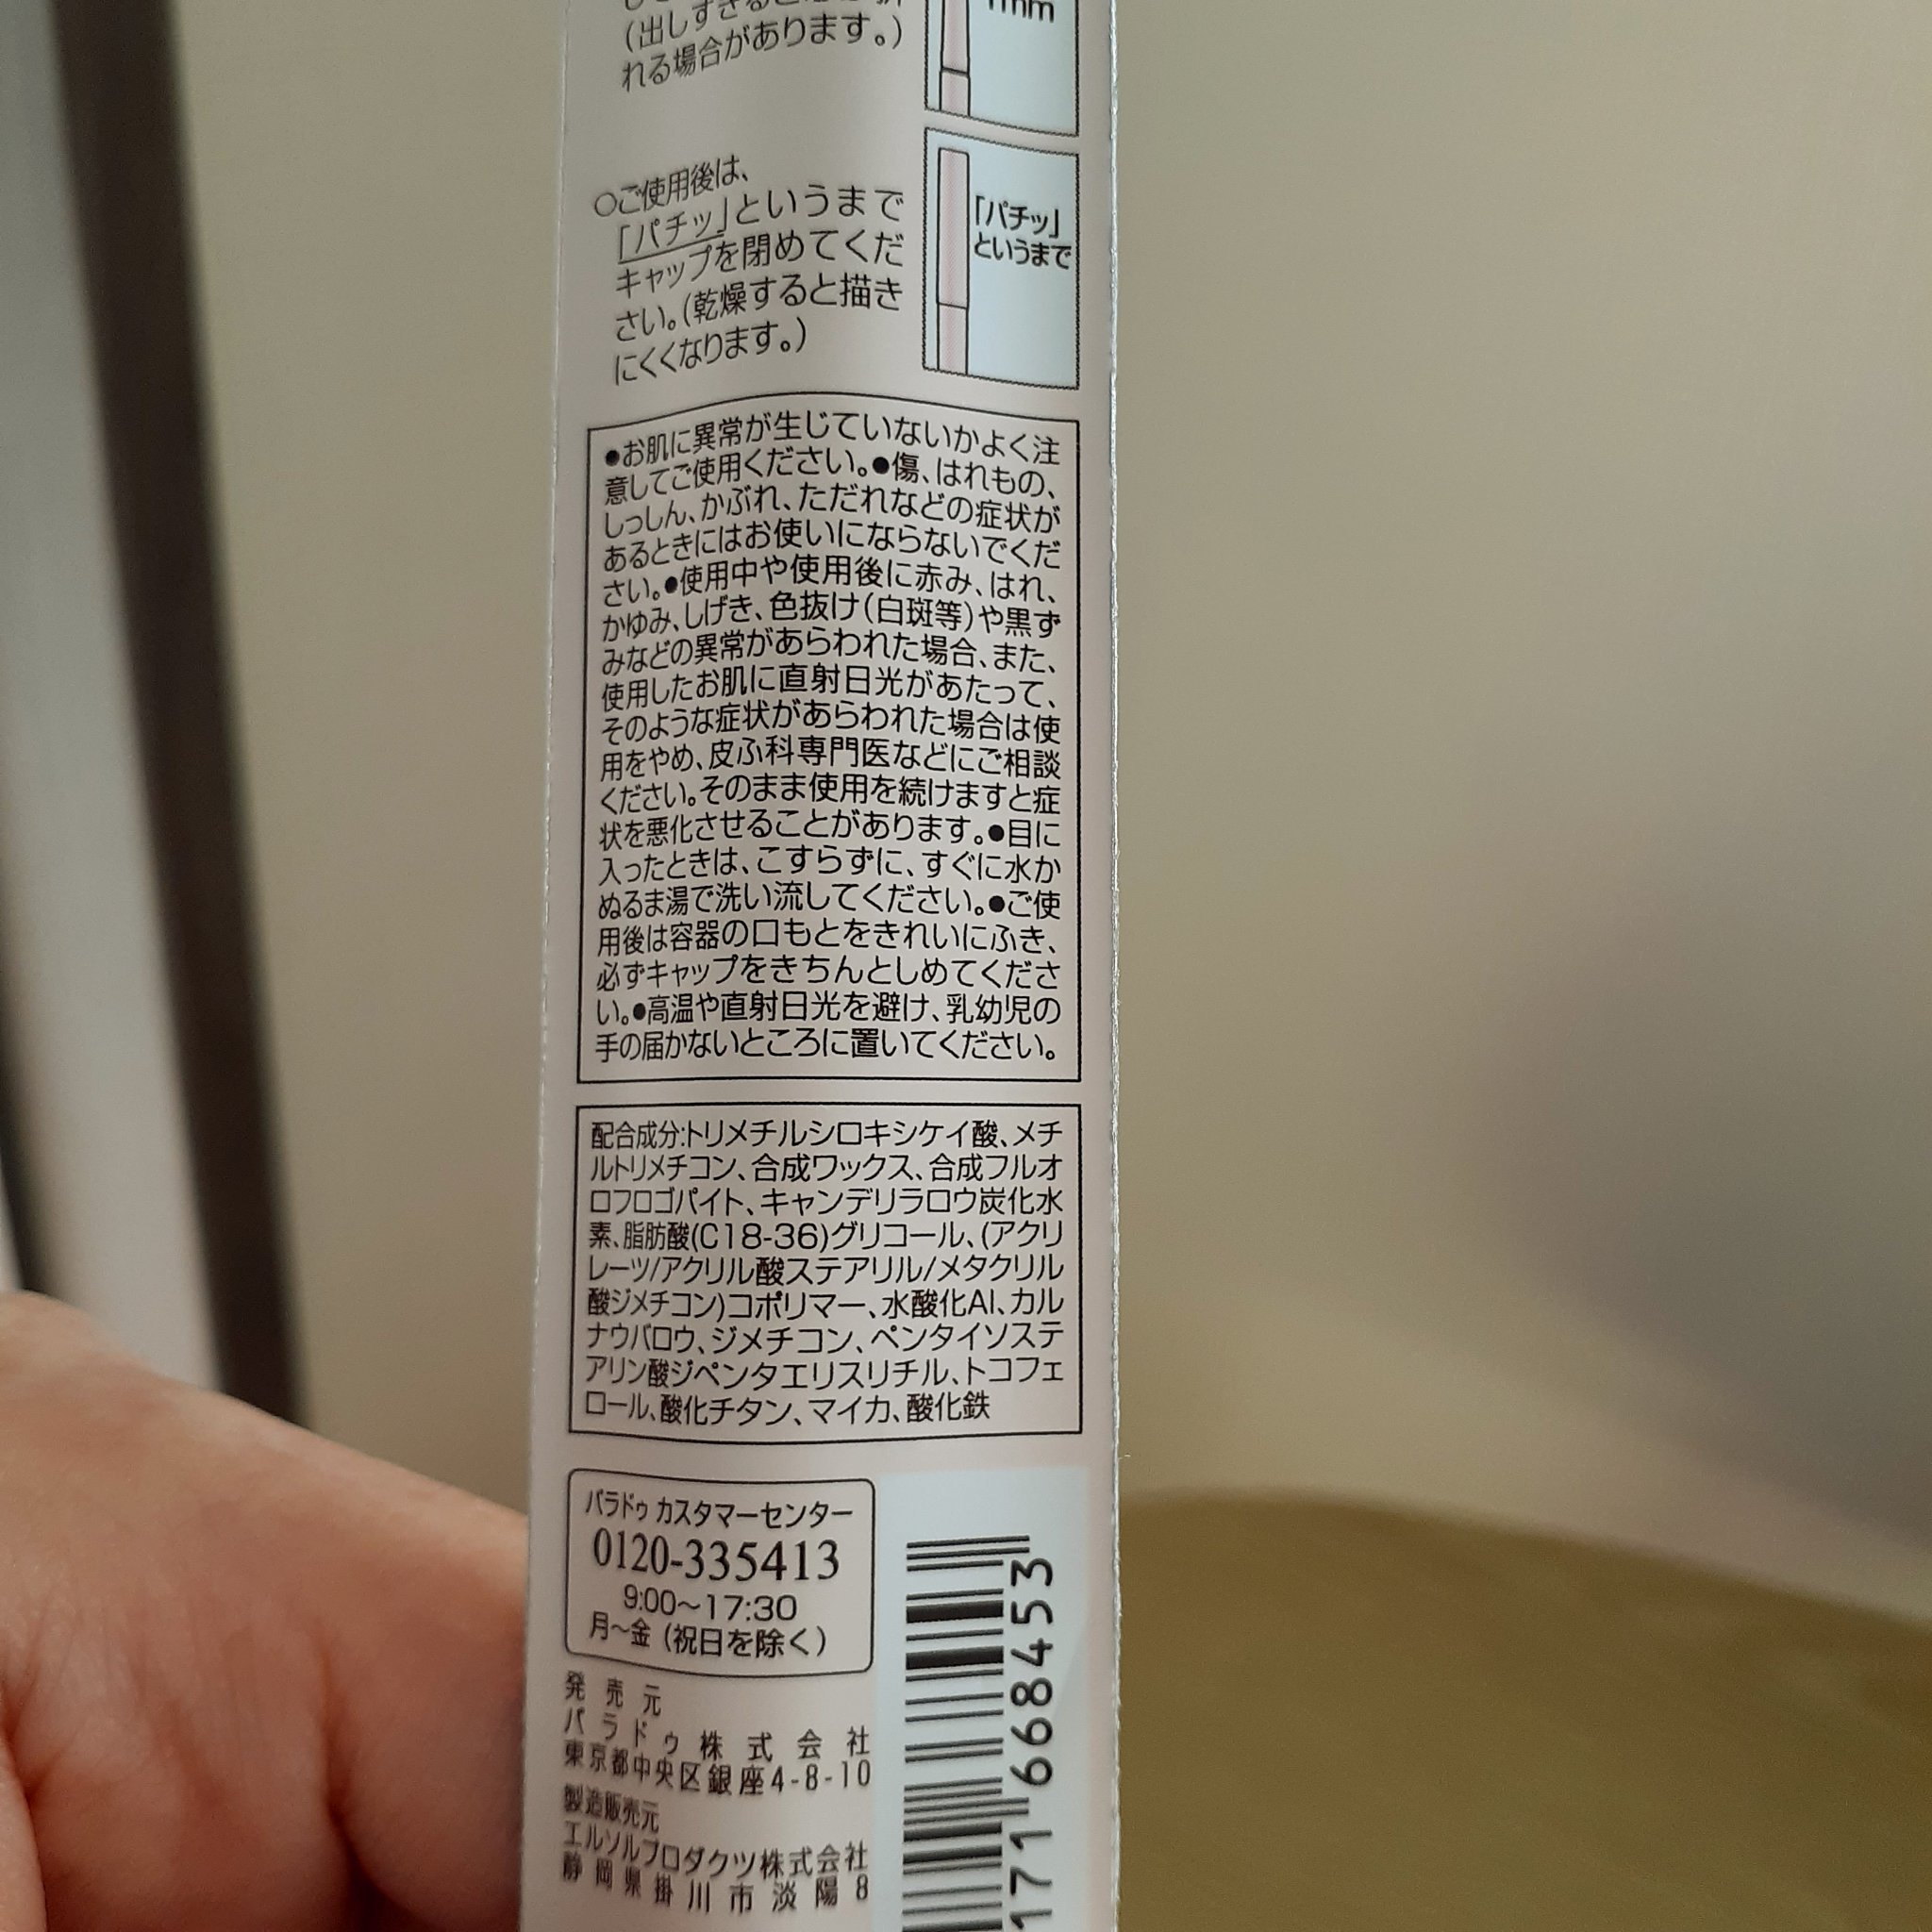 (出しすぎると
れる場合があります。)
1mm
○ご使用後は、
「パチッ」というまで
キャップを閉めてくだ
さい。(乾燥すると描き
にくくなります。)
「パチッ」
というまで
●お肌に異常が生じていないかよく注
意してご使用ください。●傷、はれもの、
しっしん、かぶれ、ただれなどの症状が
あるときにはお使いにならないでくだ
さい。●使用中や使用後に赤み、はれ、
かゆみ、しげき、色抜け(白斑等)や黒ず
みなどの異常があらわれた場合、また、
使用したお肌に直射日光があたって、
そのような症状があらわれた場合は使
用をやめ、皮ふ科専門医などにご相談
ください。そのまま使用を続けますと症
状を悪化させることがあります。●目に
入ったときは、こすらずに、すぐに水か
ぬるま湯で洗い流してください。●ご使
用後は容器の口もとをきれいにふき、
必ずキャップをきちんとしめてくださ
い。●高温や直射日光を避け、乳幼児の
手の届かないところに置いてください。
配合成分:トリメチルシロキシケイ酸、メチ
ルトリメチコン、合成ワックス、合成フルオ
ロフロゴパイト、キャンデリラロウ炭化水
素、脂肪酸(C18-36)グリコール、(アクリ
レーツ/アクリル酸ステアリル/メタクリル
酸ジメチコン)コポリマー、水酸化Al、カル
ナウバロウ、ジメチコン、ペンタイソステ
アリン酸ジペンタエリスリチル、トコフェ
ロール、酸化チタン、マイカ、酸化鉄
パラドゥ カスタマーセンター
0120-335413
9:00～17:30
月～金 (祝日を除く)
発売元
パラドゥ株式会社
東京都中央区銀座4-8-10
製造販売元
エルソルプロダクツ株式会社
静岡県掛川市淡陽8
171668453